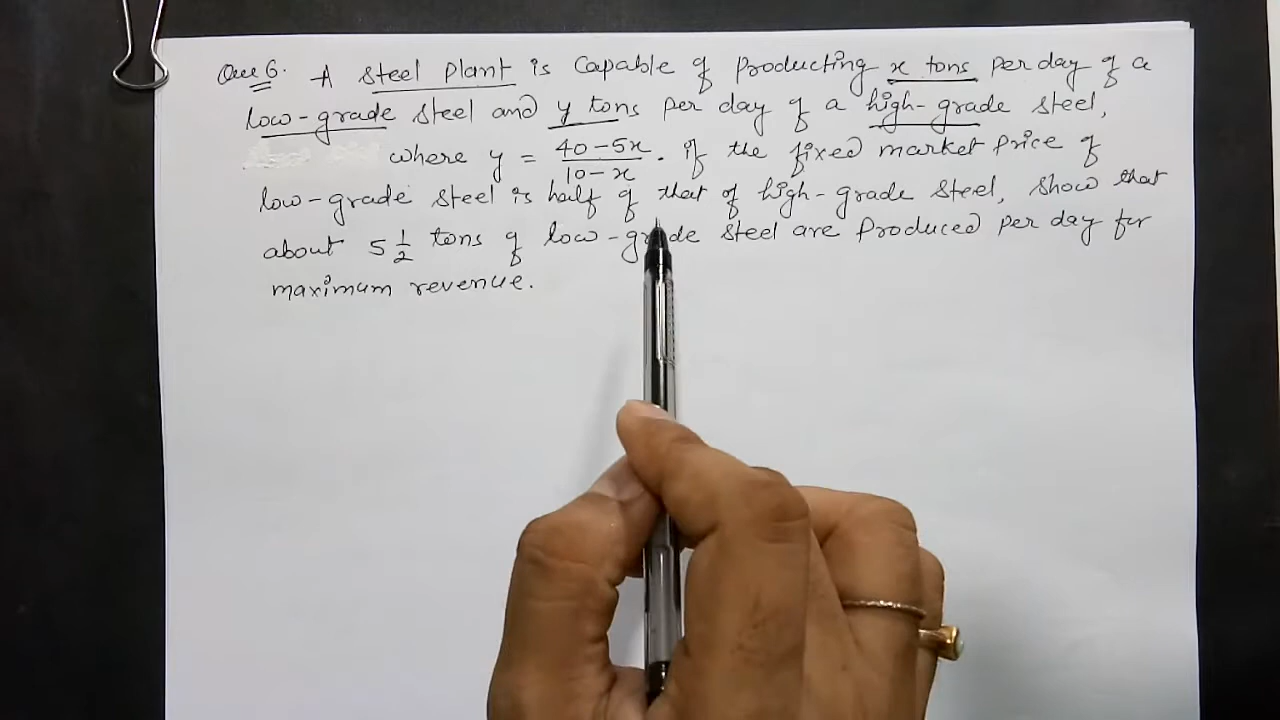 Que 6. A steel plant is capable of producting x tons per day of a
low-grade steel and y tons per day of a high-grade steel,
where y = (40-5x)/(10-x). if the fixed market price of
low-grade steel is half of that of high-grade steel, show that
about 5 1/2 tons of low-grade steel are produced per day for
maximum revenue.